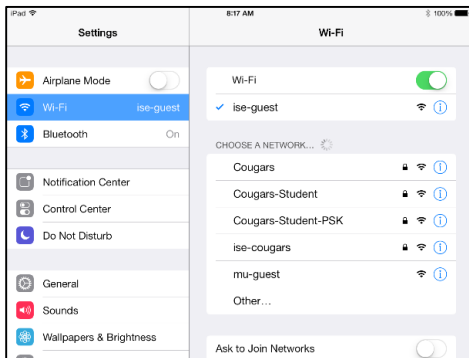 iPad 8:17 AM 100%
Settings
Wi-Fi
Airplane Mode
Wi-Fi ise-guest
Bluetooth On
Notification Center
Control Center
Do Not Disturb
General
Sounds
Wallpapers & Brightness
Wi-Fi
ise-guest
CHOOSE A NETWORK...
Cougars
Cougars-Student
Cougars-Student-PSK
ise-cougars
mu-guest
Other...
Ask to Join Networks